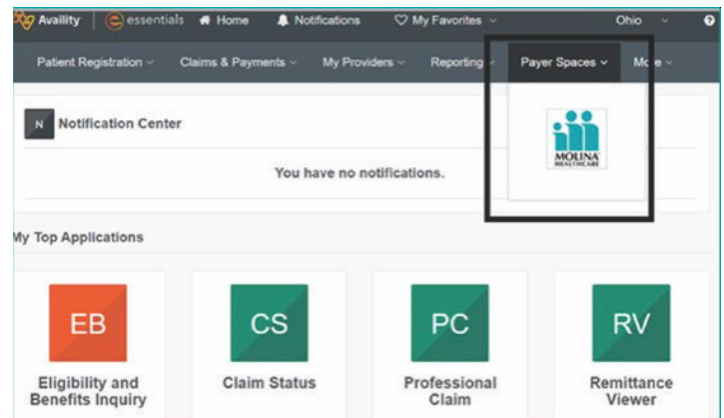 Availity essentials Home Notifications My Favorites Ohio ?
Patient Registration Claims & Payments My Providers Reporting Payer Spaces More
N Notification Center
MOLINA
HEALTHCARE
You have no notifications.
My Top Applications
EB CS PC RV
Eligibility and Claim Status Professional Remittance
Benefits Inquiry Claim Viewer